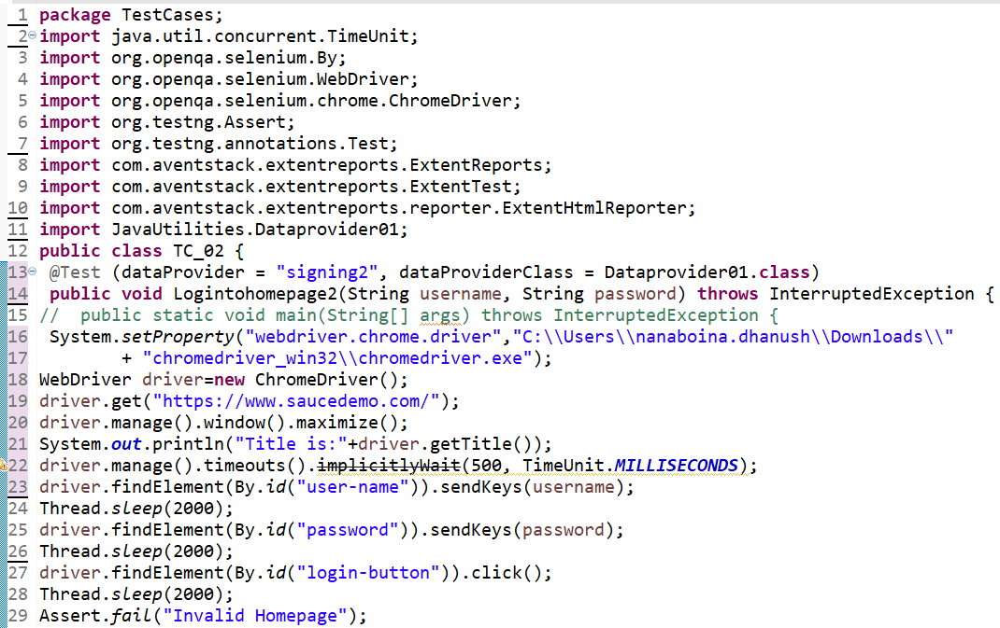 1 package TestCases;
2 import java.util.concurrent.TimeUnit;
3 import org.openqa.selenium.By;
4 import org.openqa.selenium.WebDriver;
5 import org.openqa.selenium.chrome.ChromeDriver;
6 import org.testng.Assert;
7 import org.testng.annotations.Test;
8 import com.aventstack.extentreports.ExtentReports;
9 import com.aventstack.extentreports.ExtentTest;
10 import com.aventstack.extentreports.reporter.ExtentHtmlReporter;
11 import JavaUtilities.Dataprovider01;
12 public class TC_02 {
13 @Test (dataProvider = "signing2", dataProviderClass = Dataprovider01.class)
14 public void Logintohomepage2(String username, String password) throws InterruptedException {
15 // public static void main(String[] args) throws InterruptedException {
16 System.setProperty("webdriver.chrome.driver","C:\\Users\\nanaboina.dhanush\\Downloads\\"
17 + "chromedriver_win32\\chromedriver.exe");
18 WebDriver driver=new ChromeDriver();
19 driver.get("https://www.saucedemo.com/");
20 driver.manage().window().maximize();
21 System.out.println("Title is:"+driver.getTitle());
22 driver.manage().timeouts().implicitlyWait(500, TimeUnit.MILLISECONDS);
23 driver.findElement(By.id("user-name")).sendKeys(username);
24 Thread.sleep(2000);
25 driver.findElement(By.id("password")).sendKeys(password);
26 Thread.sleep(2000);
27 driver.findElement(By.id("login-button")).click();
28 Thread.sleep(2000);
29 Assert.fail("Invalid Homepage");